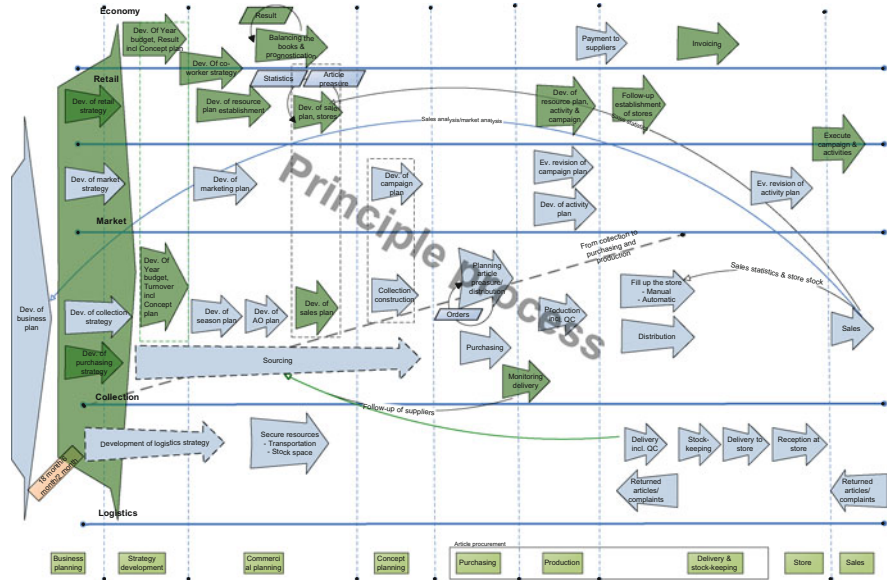 Economy
Result
Dev. Of Year
budget, Result
incl Concept plan
Balancing the
books &
prognostication
Payment to
suppliers
Invoicing
Dev. Of co-
worker strategy
Retail
Statistics
Article
preasure
Dev. of retail
strategy
Dev. of resource
plan establishment
Dev. of sales
plan, stores
Dev. of
resource plan,
activity &
campaign
Follow-up
establishment
of stores
Sales analysis/market analysis
Execute
campaign &
activities
Dev. of market
strategy
Dev. of
marketing plan
Dev. of
campaign
plan
Ev. revision of
campaign plan
Ev. revision of
activity plan
Dev. of activity
plan
Market
Principle process
From collection to
purchasing and
production
Dev. Of
Year
budget,
Turnover
incl
Concept
plan
Planning
article
preasure/
distribution
Sales statistics & store stock
Fill up the store
- Manual
- Automatic
Collection
construction
Dev. of
business
plan
Dev. of collection
strategy
Dev. of
season plan
Dev. of
AO plan
Dev. of
sales plan
Orders
Production
incl. QC
Sales
Distribution
Dev. of
purchasing
strategy
Sourcing
Purchasing
Monitoring
delivery
Collection
Follow-up of suppliers
Development of logistics strategy
Secure resources
- Transportation
- Stock space
Delivery
incl. QC
Stock-
keeping
Delivery to
store
Reception at
store
Returned
articles/
complaints
Returned
articles/
complaints
Logistics
Article procurement
Business
planning
Strategy
development
Commerci
al planning
Concept
planning
Purchasing
Production
Delivery &
stock-keeping
Store
Sales